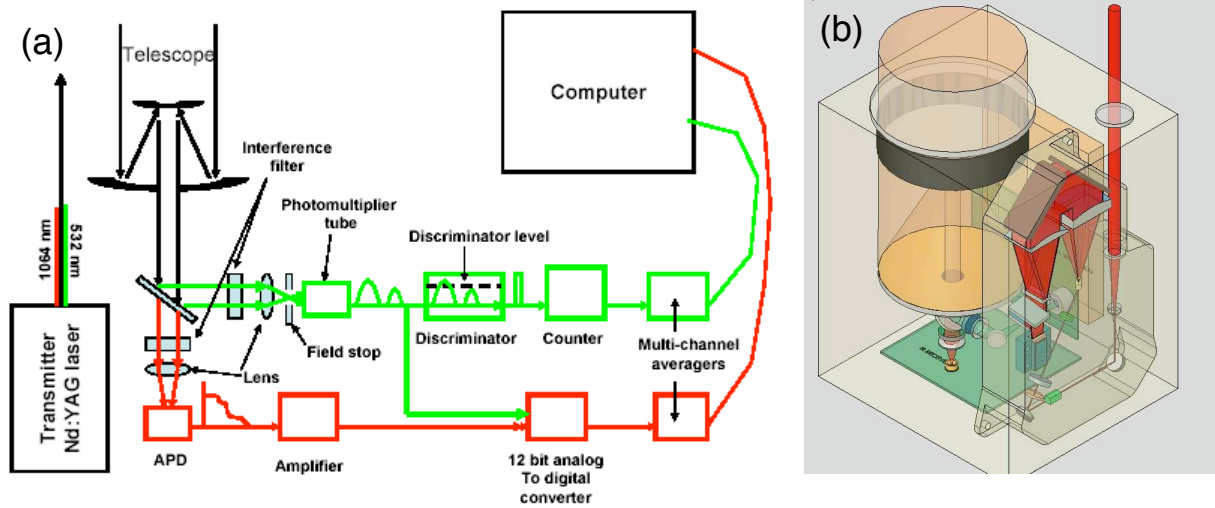 (a)
Telescope
Interference
filter
Computer
Photomultiplier
tube
Discriminator level
1064 nm
532 nm
Discriminator
Counter
Field stop
Multi-channel
averagers
Lens
Transmitter
Nd:YAG laser
APD
Amplifier
12 bit analog
To digital
converter
(b)